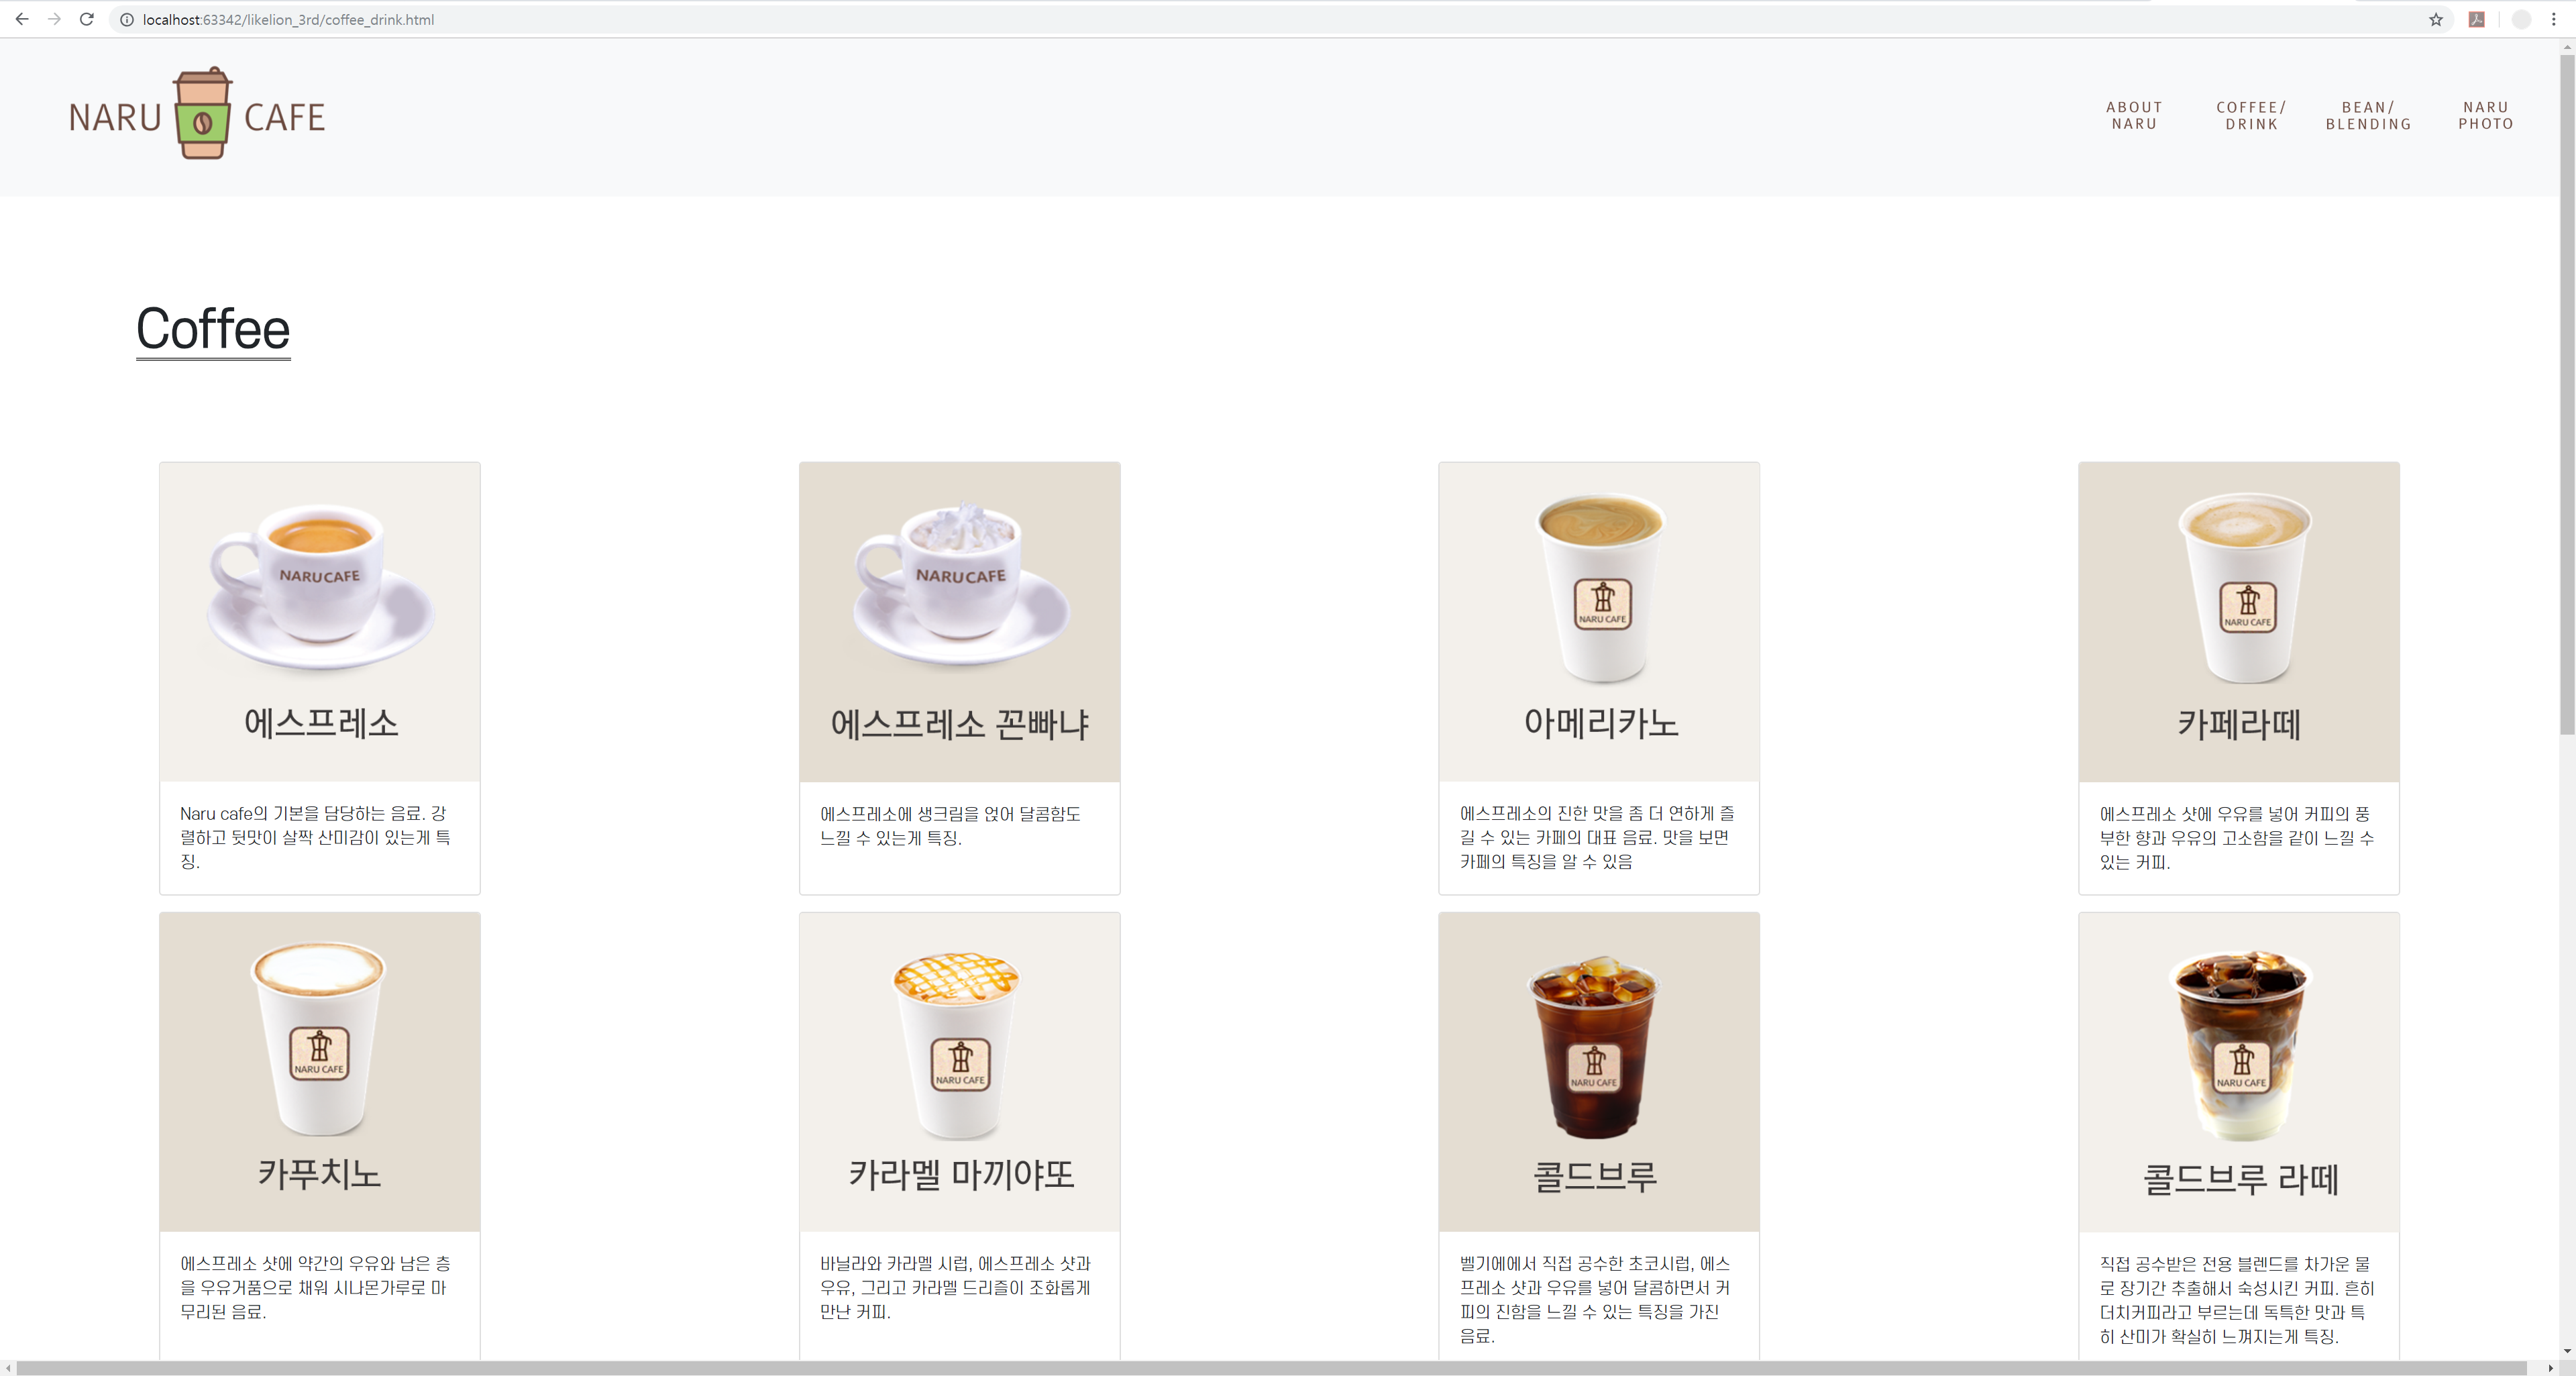 localhost:63342/likelion_3rd/coffee_drink.html
NARU CAFE
ABOUT
NARU
COFFEE/
DRINK
BEAN/
BLENDING
NARU
PHOTO
Coffee
NARU CAFE
에스프레소
Naru cafe의 기본을 담당하는 음료. 강
렬하고 뒷맛이 살짝 산미감이 있는게 특
징.
NARU CAFE
에스프레소 꼰빠냐
에스프레소에 생크림을 얹어 달콤함도
느낄 수 있는게 특징.
NARU CAFE
아메리카노
에스프레소의 진한 맛을 좀 더 연하게 즐
길 수 있는 카페의 대표 음료. 맛을 보면
카페의 특징을 알 수 있음
NARU CAFE
카페라떼
에스프레소 샷에 우유를 넣어 커피의 풍
부한 향과 우유의 고소함을 같이 느낄 수
있는 커피.
NARU CAFE
카푸치노
에스프레소 샷에 약간의 우유와 남은 층
을 우유거품으로 채워 시나몬가루로 마
무리된 음료.
NARU CAFE
카라멜 마끼야또
바닐라와 카라멜 시럽, 에스프레소 샷과
우유, 그리고 카라멜 드리즐이 조화롭게
만난 커피.
NARU CAFE
콜드브루
벨기에에서 직접 공수한 초코시럽, 에스
프레소 샷과 우유를 넣어 달콤하면서 커
피의 진함을 느낄 수 있는 특징을 가진
음료.
NARU CAFE
콜드브루 라떼
직접 공수받은 전용 블렌드를 차가운 물
로 장기간 추출해서 숙성시킨 커피. 흔히
더치커피라고 부르는데 독특한 맛과 특
히 산미가 확실히 느껴지는게 특징.